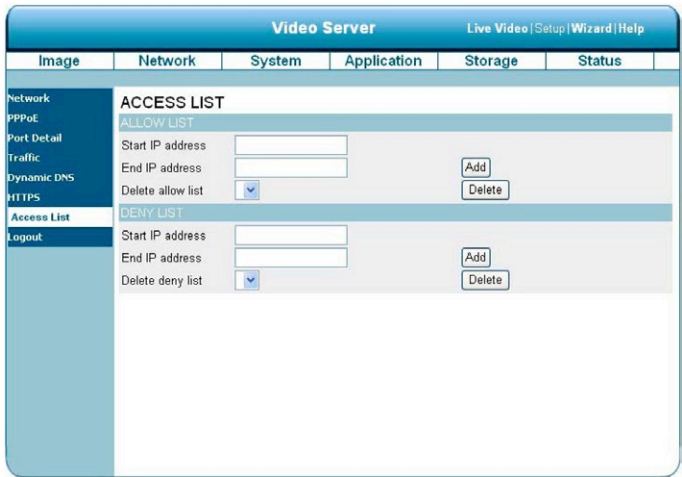 Video Server
Live Video | Setup | Wizard | Help
Image Network System Application Storage Status
Network
PPPoE
Port Detail
Traffic
Dynamic DNS
HTTPS
Access List
Logout
ACCESS LIST
ALLOW LIST
Start IP address
End IP address Add
Delete allow list Delete
DENY LIST
Start IP address
End IP address Add
Delete deny list Delete